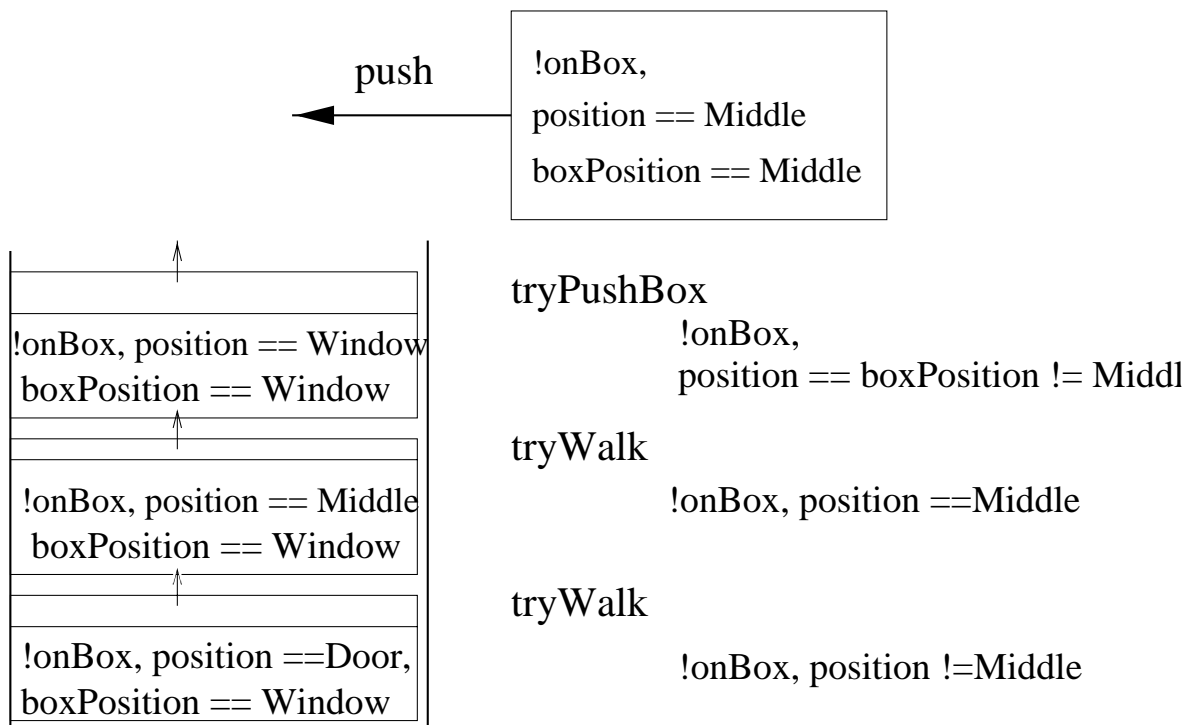 push
!onBox,
position == Middle
boxPosition == Middle
!onBox, position == Window
boxPosition == Window
tryPushBox
!onBox,
position == boxPosition != Middl
!onBox, position == Middle
boxPosition == Window
tryWalk
!onBox, position ==Middle
!onBox, position ==Door,
boxPosition == Window
tryWalk
!onBox, position !=Middle